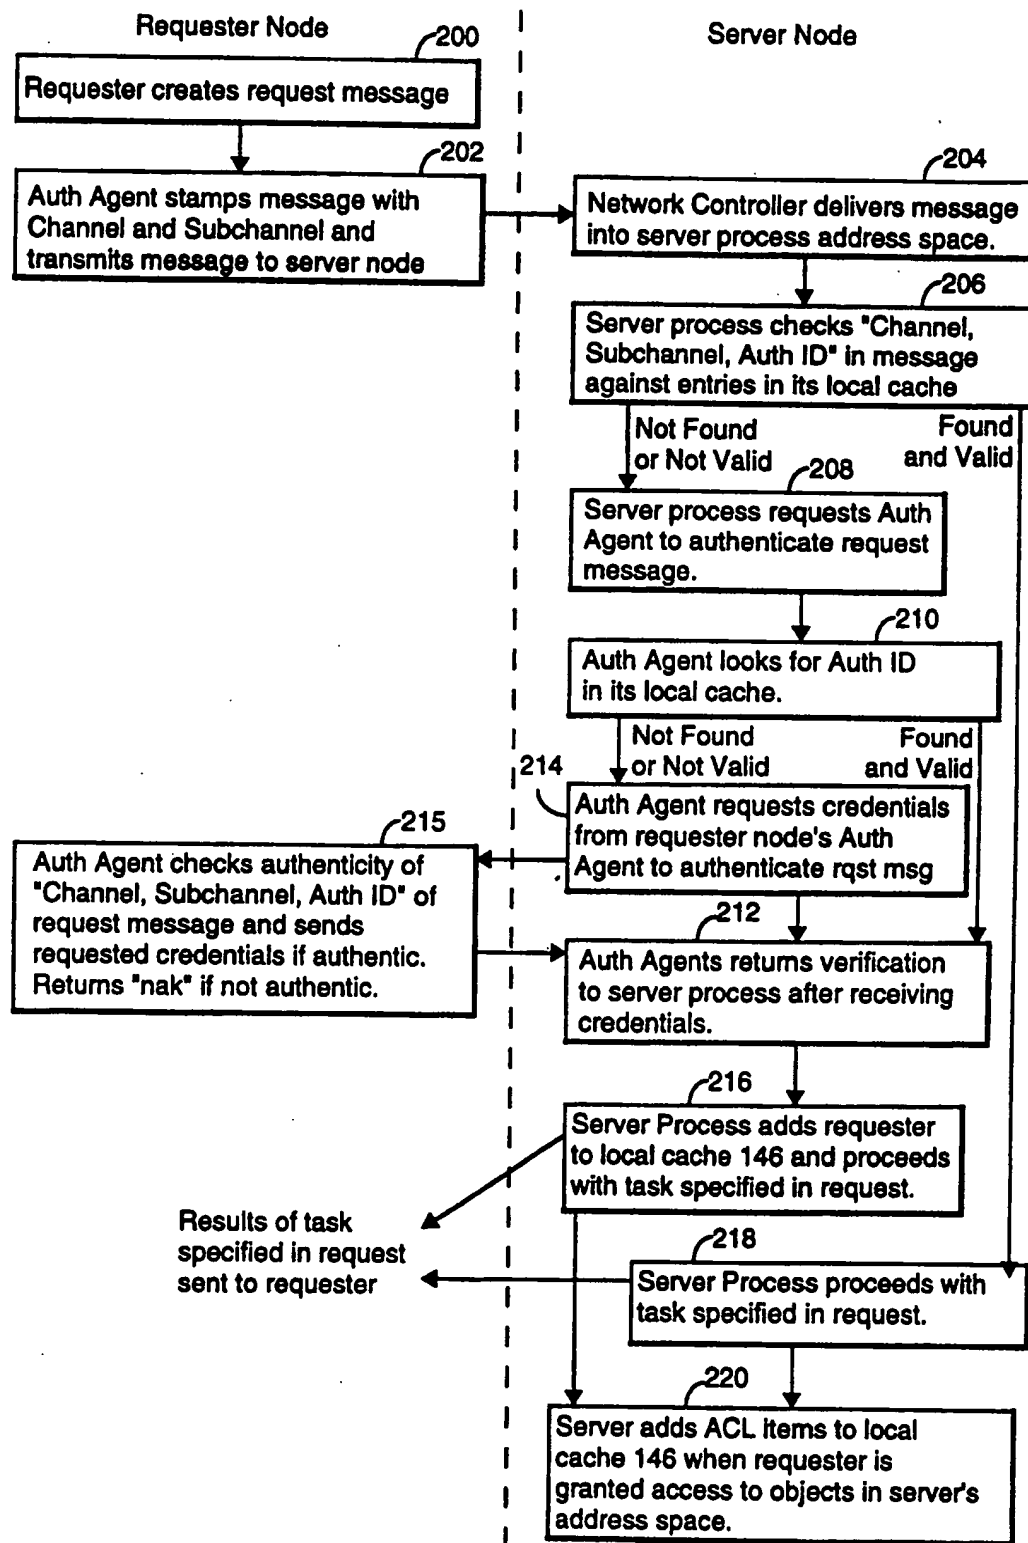 Requester Node
Server Node
200
Requester creates request message
202
Auth Agent stamps message with
Channel and Subchannel and
transmits message to server node
204
Network Controller delivers message
into server process address space.
206
Server process checks "Channel,
Subchannel, Auth ID" in message
against entries in its local cache
Not Found
or Not Valid
Found
and Valid
208
Server process requests Auth
Agent to authenticate request
message.
210
Auth Agent looks for Auth ID
in its local cache.
Not Found
or Not Valid
Found
and Valid
214
Auth Agent requests credentials
from requester node's Auth
Agent to authenticate rqst msg
215
Auth Agent checks authenticity of
"Channel, Subchannel, Auth ID" of
request message and sends
requested credentials if authentic.
Returns "nak" if not authentic.
212
Auth Agents returns verification
to server process after receiving
credentials.
216
Server Process adds requester
to local cache 146 and proceeds
with task specified in request.
Results of task
specified in request
sent to requester
218
Server Process proceeds with
task specified in request.
220
Server adds ACL items to local
cache 146 when requester is
granted access to objects in server's
address space.